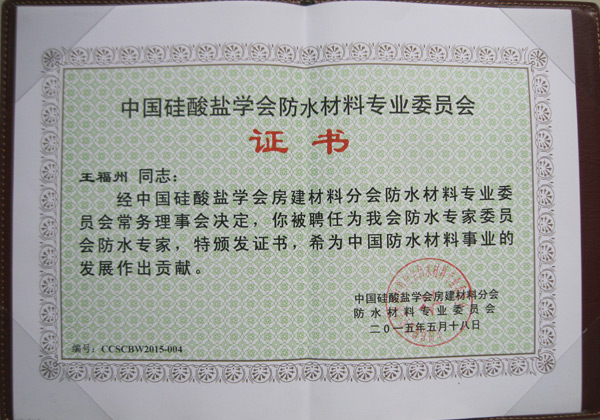 中国硅酸盐学会防水材料专业委员会
证书
王福州 同志：
经中国硅酸盐学会房建材料分会防水材料专业委
员会常务理事会决定，你被聘任为我会防水专家委员
会防水专家，特颁发证书，希为中国防水材料事业的
发展作出贡献。
中国硅酸盐学会房建材料分会
防水材料专业委员会
二〇一五年五月十八日
编号：CCSCBW2015-004